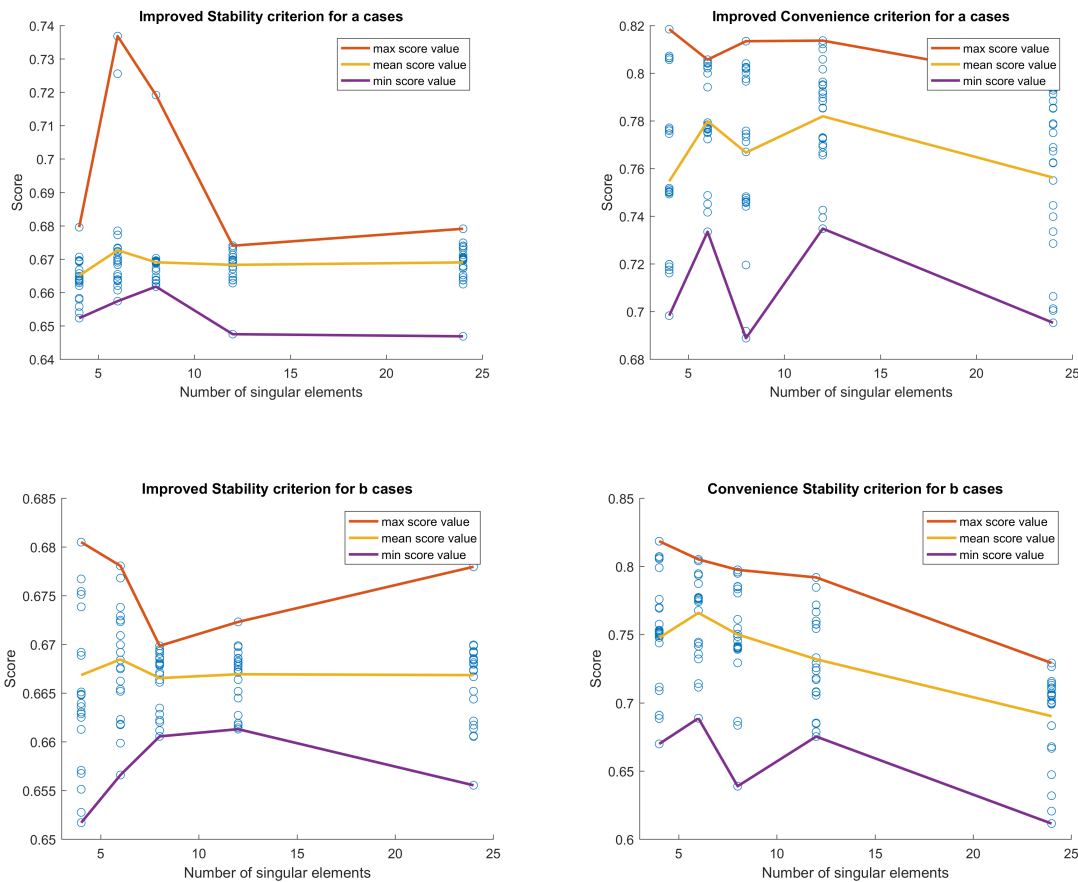 Improved Stability criterion for a cases
0.74
0.73
0.72
0.71
0.7
0.69
0.68
0.67
0.66
0.65
0.64
Score
max score value
mean score value
min score value
5
10
15
20
25
Number of singular elements
Improved Convenience criterion for a cases
0.82
0.8
0.78
0.76
0.74
0.72
0.7
0.68
Score
max score value
mean score value
min score value
5
10
15
20
25
Number of singular elements
Improved Stability criterion for b cases
0.685
0.68
0.675
0.67
0.665
0.66
0.655
0.65
Score
max score value
mean score value
min score value
5
10
15
20
25
Number of singular elements
Convenience Stability criterion for b cases
0.85
0.8
0.75
0.7
0.65
0.6
Score
max score value
mean score value
min score value
5
10
15
20
25
Number of singular elements